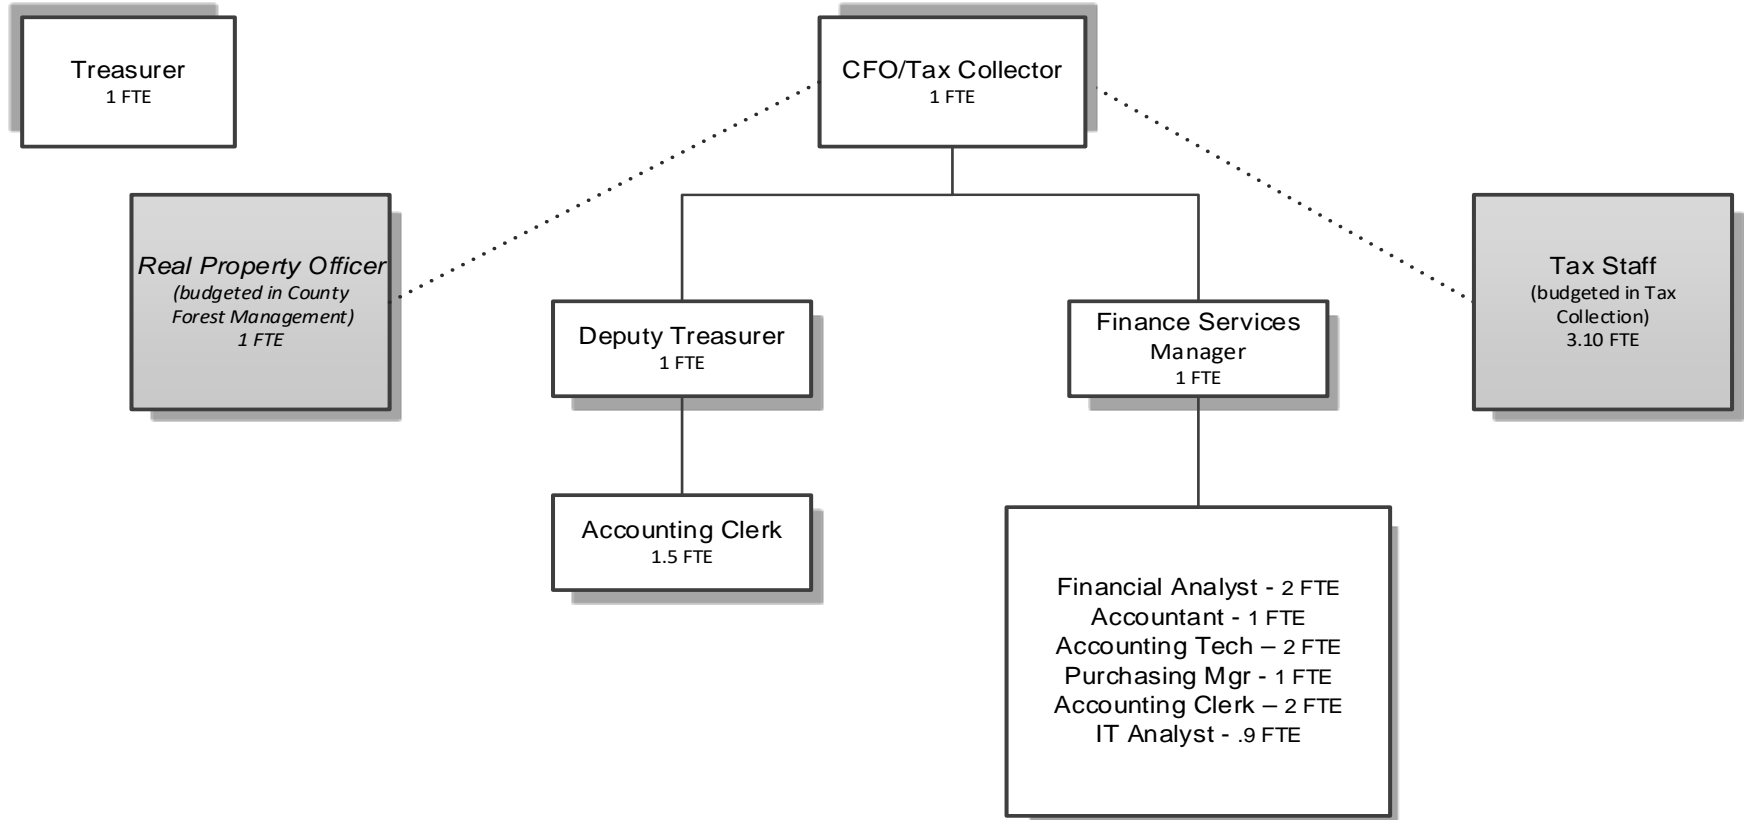 Treasurer
1 FTE
CFO/Tax Collector
1 FTE
Real Property Officer
(budgeted in County
Forest Management)
1 FTE
Tax Staff
(budgeted in Tax
Collection)
3.10 FTE
Deputy Treasurer
1 FTE
Finance Services
Manager
1 FTE
Accounting Clerk
1.5 FTE
Financial Analyst - 2 FTE
Accountant - 1 FTE
Accounting Tech – 2 FTE
Purchasing Mgr - 1 FTE
Accounting Clerk – 2 FTE
IT Analyst - .9 FTE